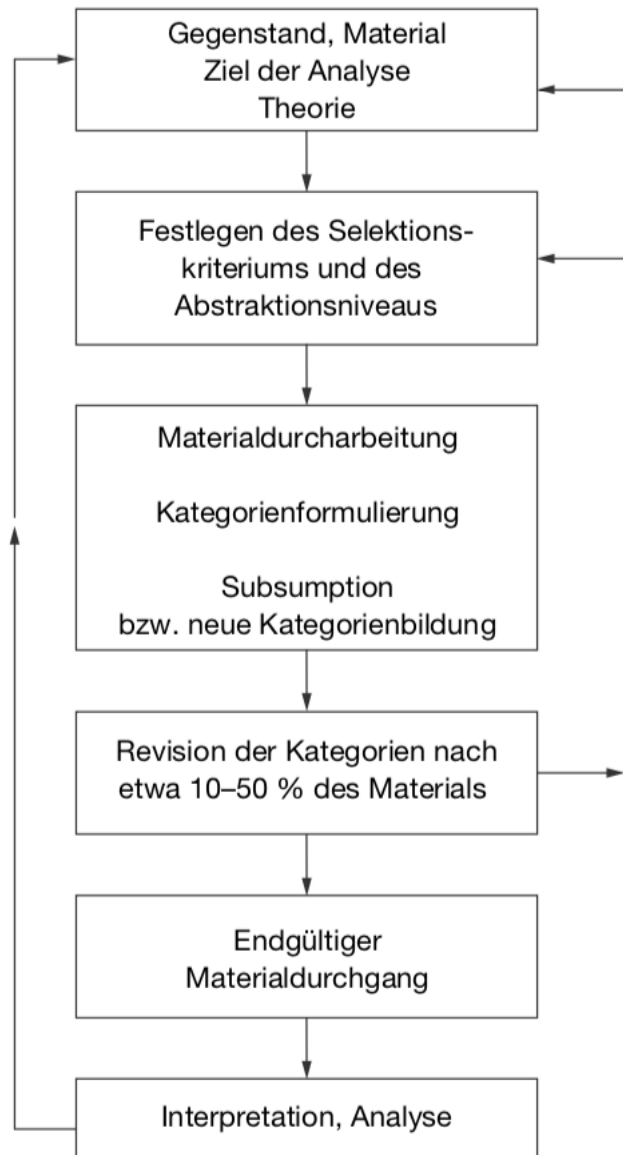 Gegenstand, Material
Ziel der Analyse
Theorie
Festlegen des Selektions-
kriteriums und des
Abstraktionsniveaus
Materialdurcharbeitung
Kategorienformulierung
Subsumption
bzw. neue Kategorienbildung
Revision der Kategorien nach
etwa 10–50 % des Materials
Endgültiger
Materialdurchgang
Interpretation, Analyse